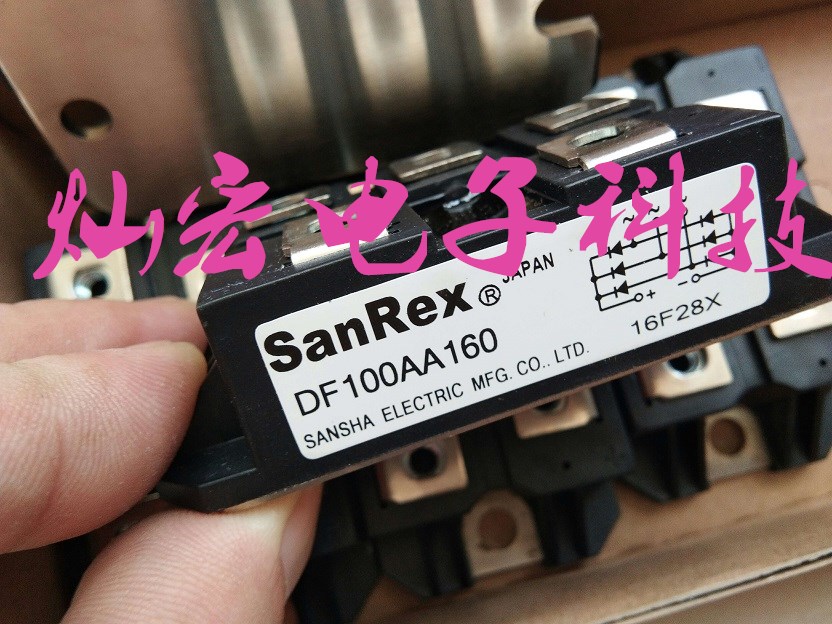 灿宏电子科技
SanRex® JAPAN
DF100AA160
SANSHA ELECTRIC MFG. CO., LTD.
~ ~ ~
+ -
16F28X